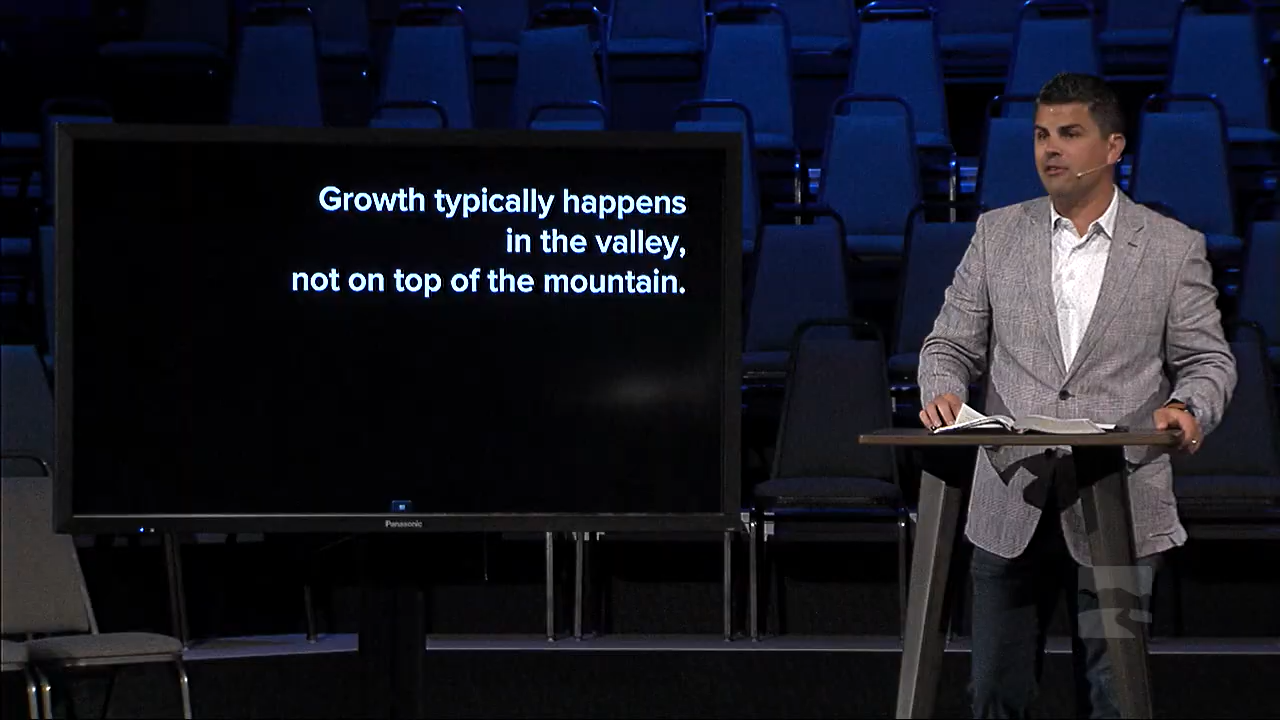 Growth typically happens
in the valley,
not on top of the mountain.
Panasonic